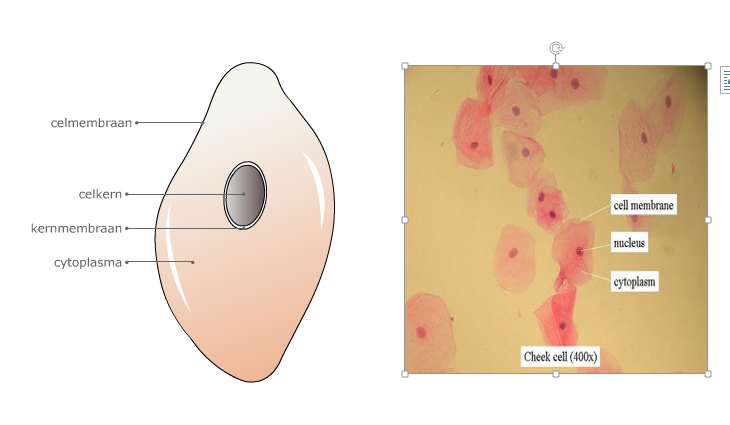 celmembraan
celkern
kernmembraan
cytoplasma
cell membrane
nucleus
cytoplasm
Cheek cell (400x)